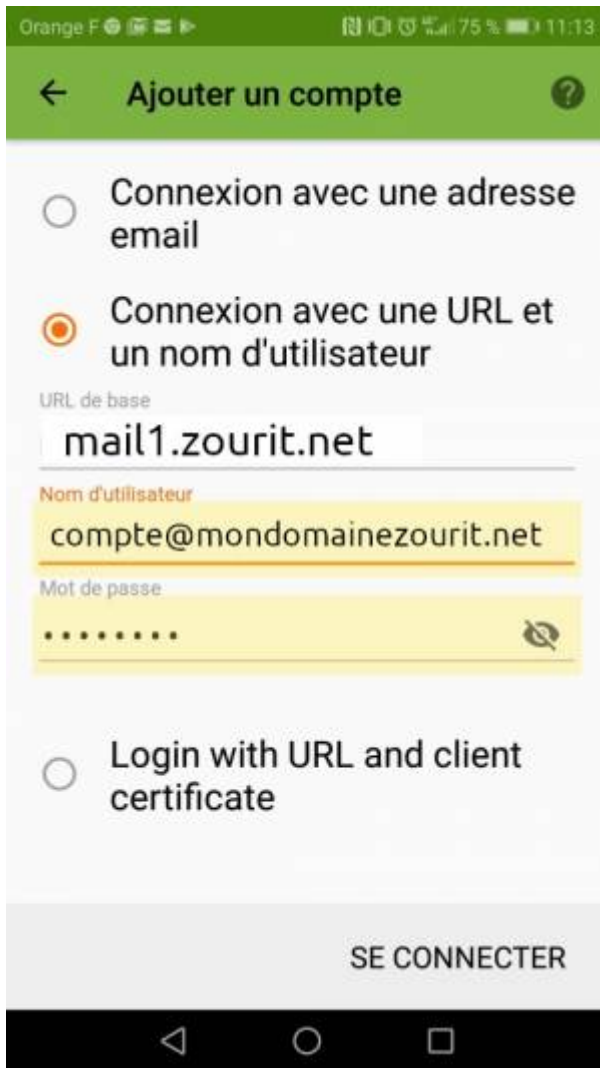 Orange F 75 % 11:13
Ajouter un compte
Connexion avec une adresse
email
Connexion avec une URL et
un nom d'utilisateur
URL de base
mail1.zourit.net
Nom d'utilisateur
compte@mondomainezourit.net
Mot de passe
••••••••
Login with URL and client
certificate
SE CONNECTER